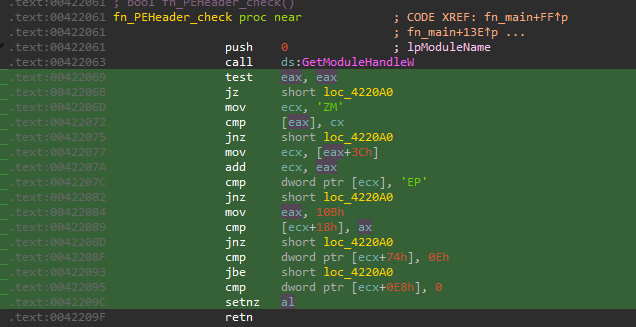 .text:00422061 ; bool fn_PEHeader_check()
.text:00422061 fn_PEHeader_check proc near ; CODE XREF: fn_main+FF↑p
.text:00422061 ; fn_main+13E↑p ...
.text:00422061 push 0 ; lpModuleName
.text:00422063 call ds:GetModuleHandleW
.text:00422069 test eax, eax
.text:0042206B jz short loc_4220A0
.text:0042206D mov ecx, 'ZM'
.text:00422072 cmp [eax], cx
.text:00422075 jnz short loc_4220A0
.text:00422077 mov ecx, [eax+3Ch]
.text:0042207A add ecx, eax
.text:0042207C cmp dword ptr [ecx], 'EP'
.text:00422082 jnz short loc_4220A0
.text:00422084 mov eax, 10Bh
.text:00422089 cmp [ecx+18h], ax
.text:0042208D jnz short loc_4220A0
.text:0042208F cmp dword ptr [ecx+74h], 0Eh
.text:00422093 jbe short loc_4220A0
.text:00422095 cmp dword ptr [ecx+0E8h], 0
.text:0042209C setnz al
.text:0042209F retn